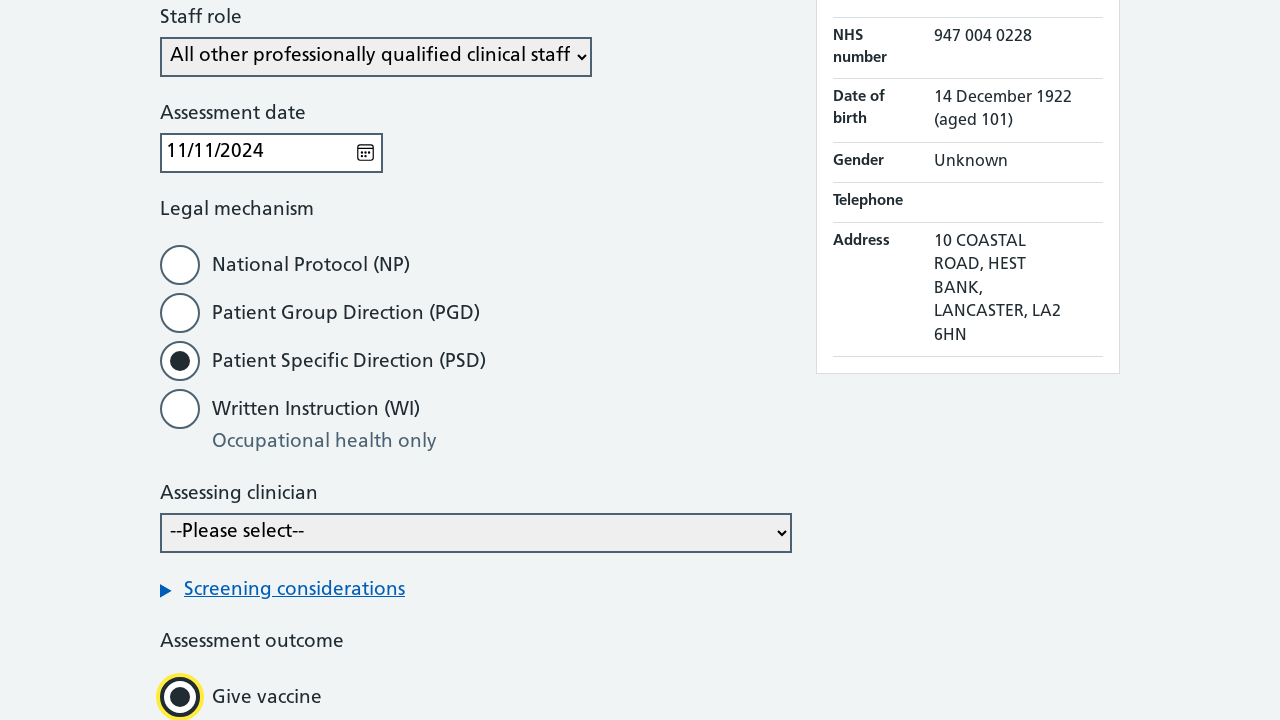 Staff role
All other professionally qualified clinical staff
Assessment date
11/11/2024
Legal mechanism
National Protocol (NP)
Patient Group Direction (PGD)
Patient Specific Direction (PSD)
Written Instruction (WI)
Occupational health only
Assessing clinician
--Please select--
Screening considerations
Assessment outcome
Give vaccine
NHS
number
947 004 0228
Date of
birth
14 December 1922
(aged 101)
Gender
Unknown
Telephone
Address
10 COASTAL
ROAD, HEST
BANK,
LANCASTER, LA2
6HN